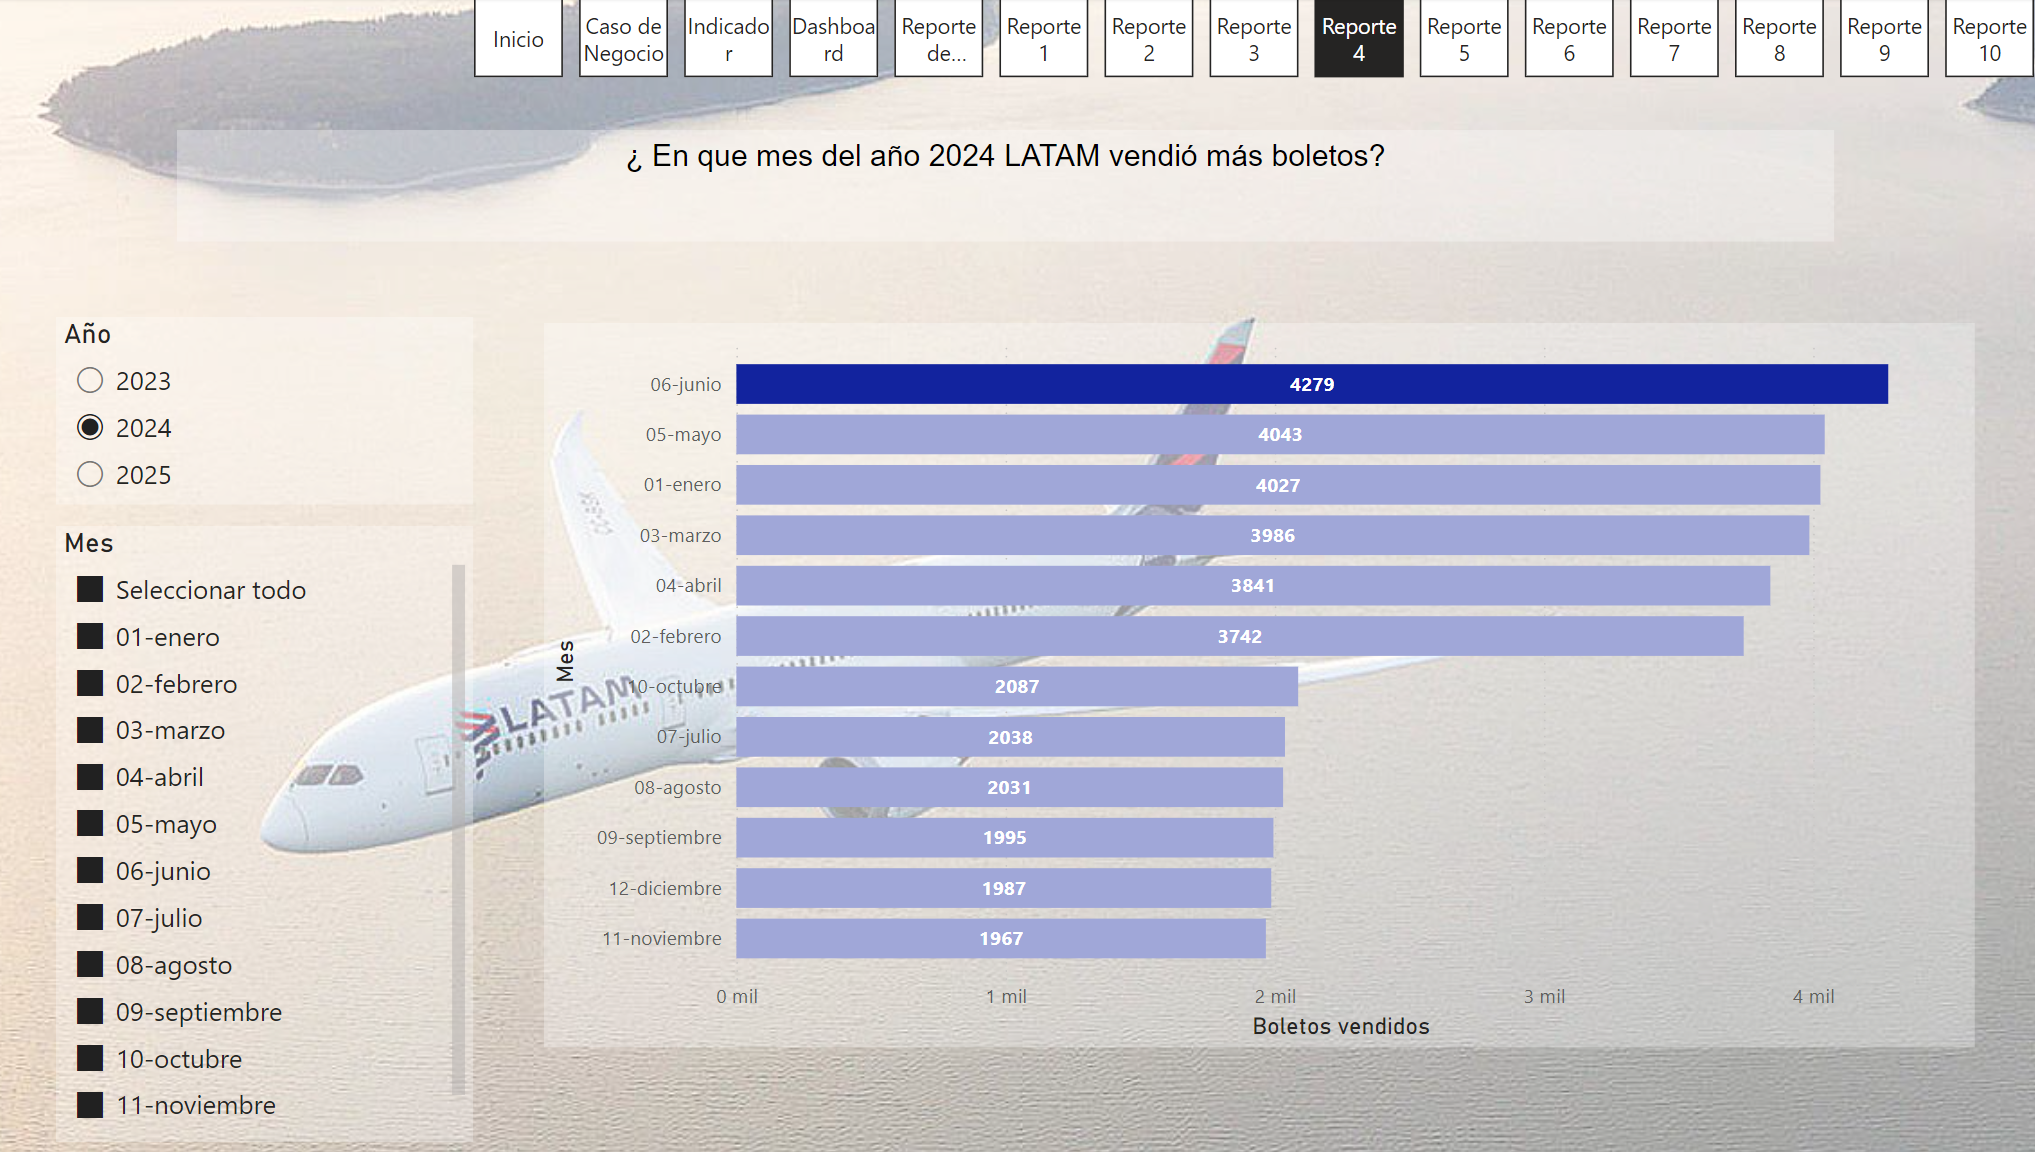 Inicio
Caso de
Negocio
Indicado
r
Dashboa
rd
Reporte
de...
Reporte
1
Reporte
2
Reporte
3
Reporte
4
Reporte
5
Reporte
6
Reporte
7
Reporte
8
Reporte
9
Reporte
10
¿ En que mes del año 2024 LATAM vendió más boletos?
Año
2023
2024
2025
Mes
Seleccionar todo
01-enero
02-febrero
03-marzo
04-abril
05-mayo
06-junio
07-julio
08-agosto
09-septiembre
10-octubre
11-noviembre
LATAM
Mes
06-junio 4279
05-mayo 4043
01-enero 4027
03-marzo 3986
04-abril 3841
02-febrero 3742
10-octubre 2087
07-julio 2038
08-agosto 2031
09-septiembre 1995
12-diciembre 1987
11-noviembre 1967
0 mil 1 mil 2 mil 3 mil 4 mil
Boletos vendidos